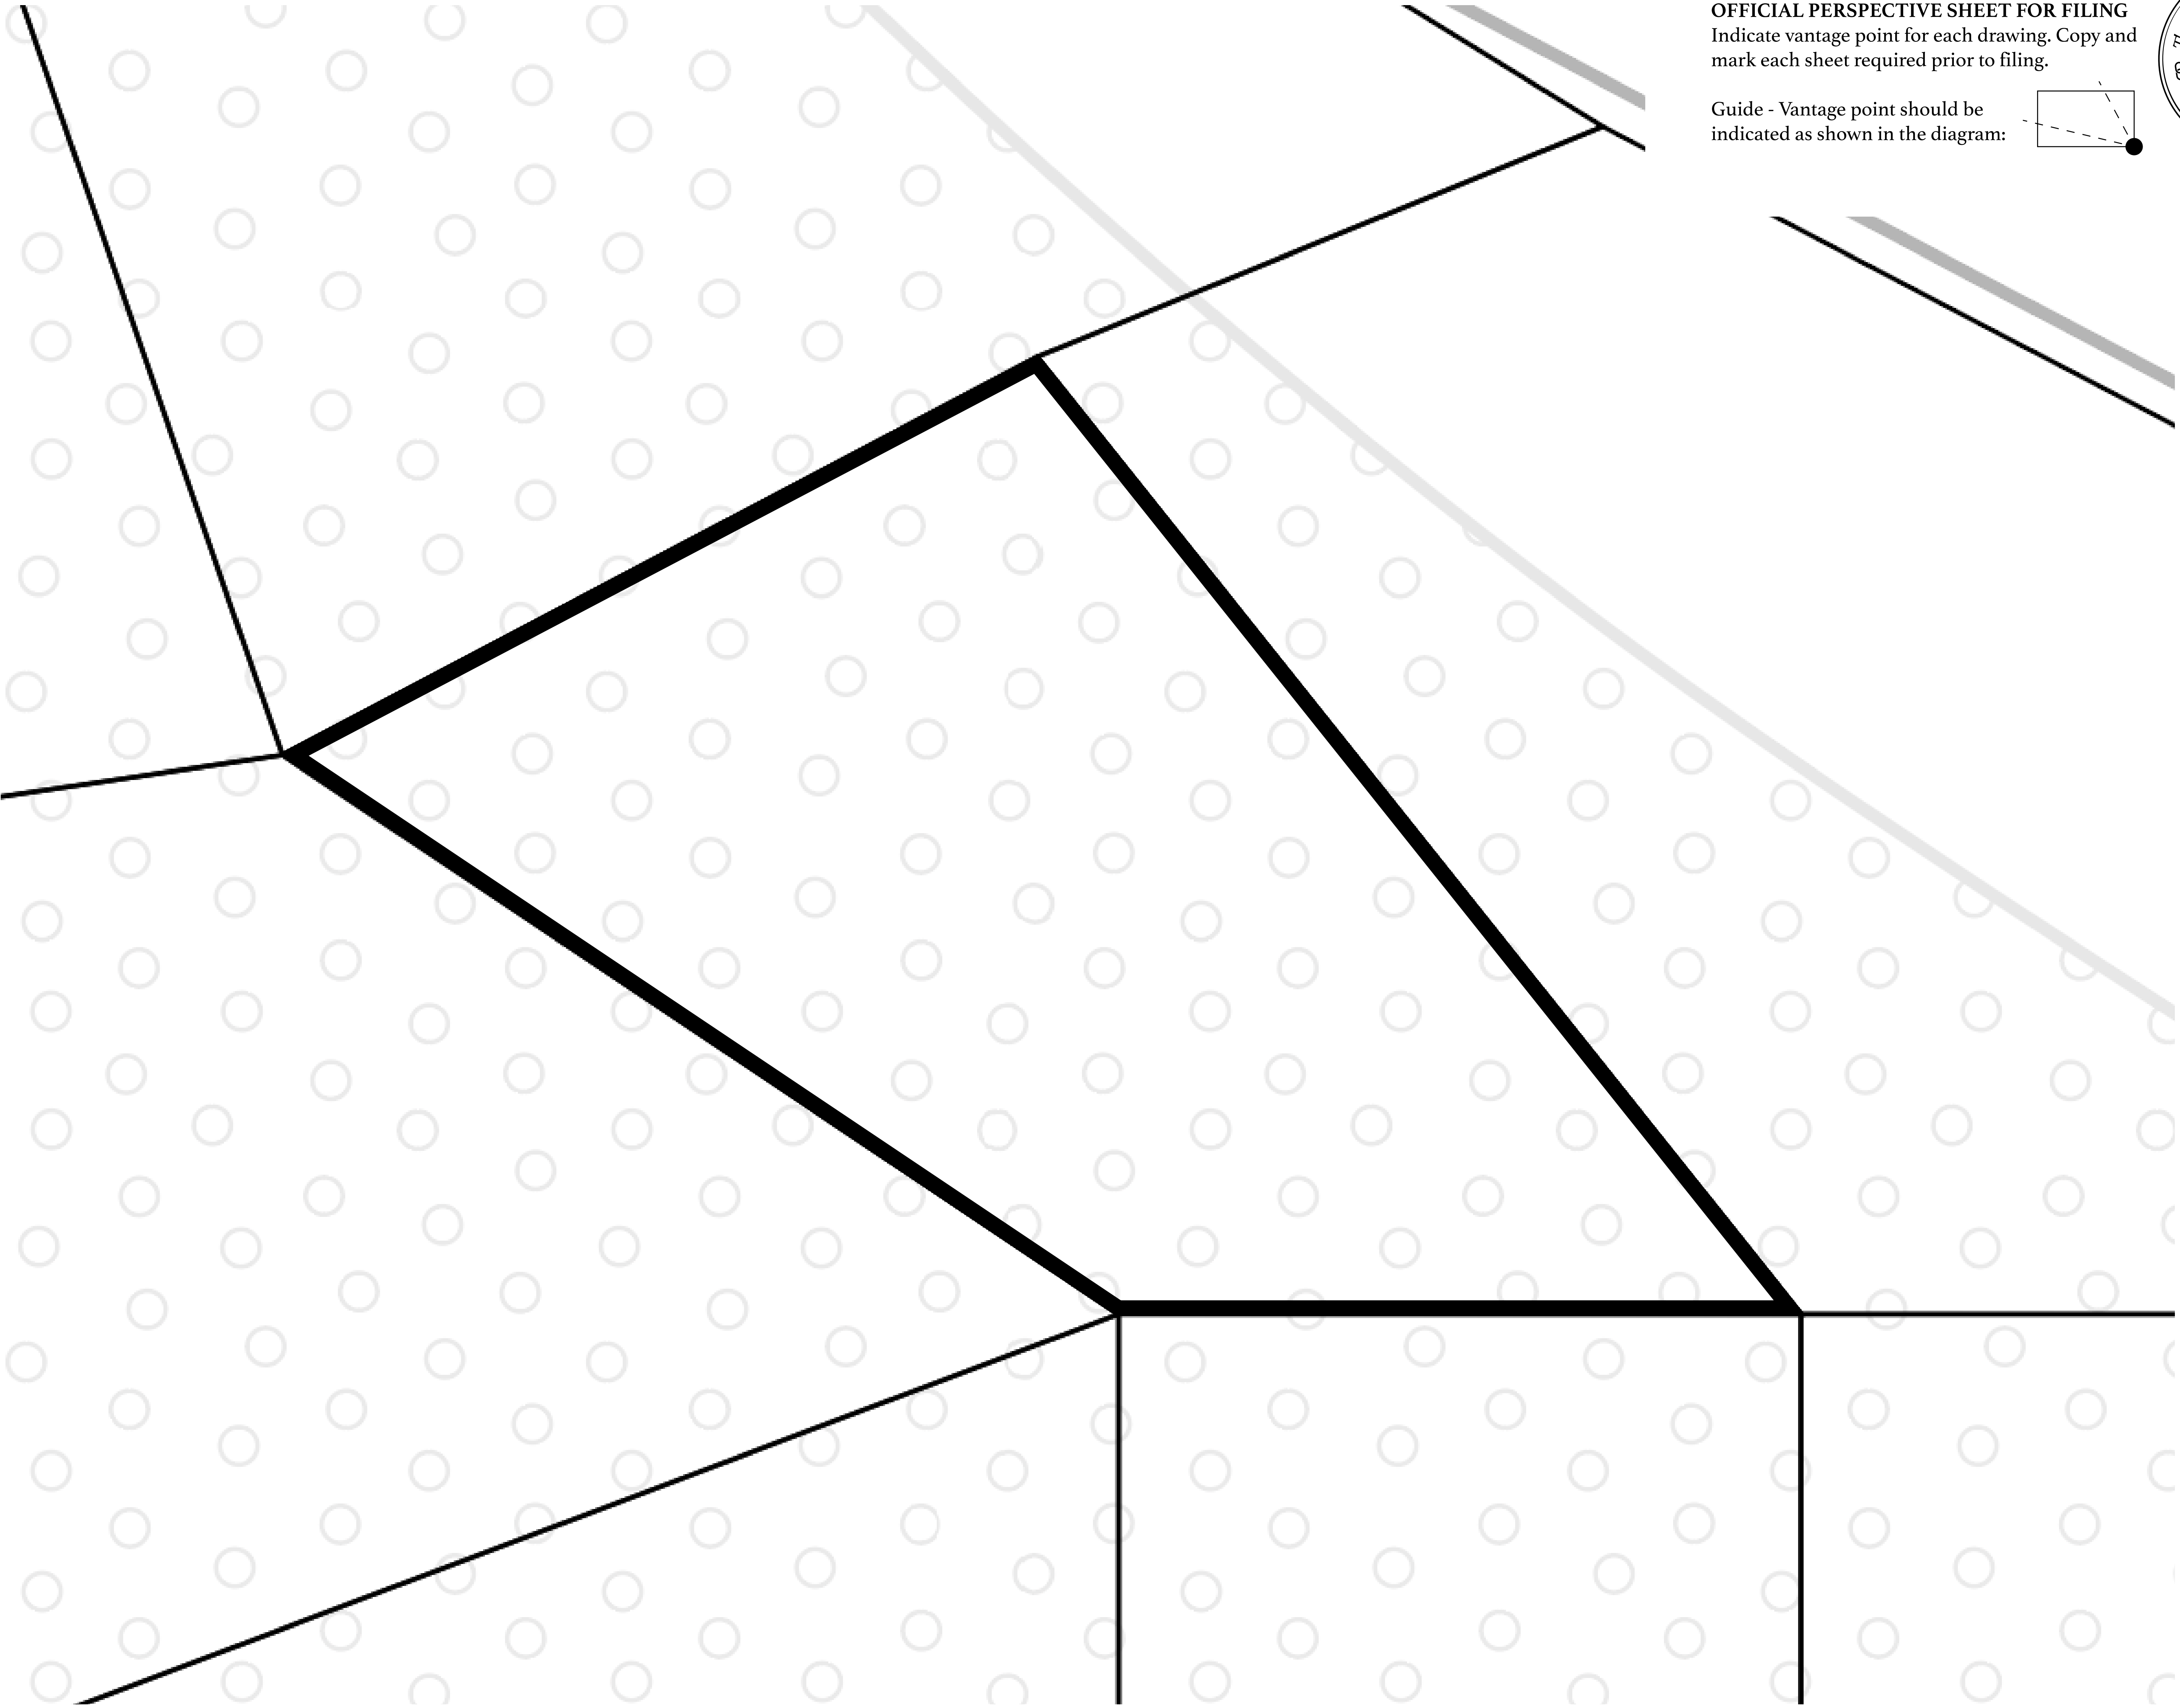 OFFICIAL PERSPECTIVE SHEET FOR FILING
Indicate vantage point for each drawing. Copy and
mark each sheet required prior to filing.
Guide - Vantage point should be
indicated as shown in the diagram: